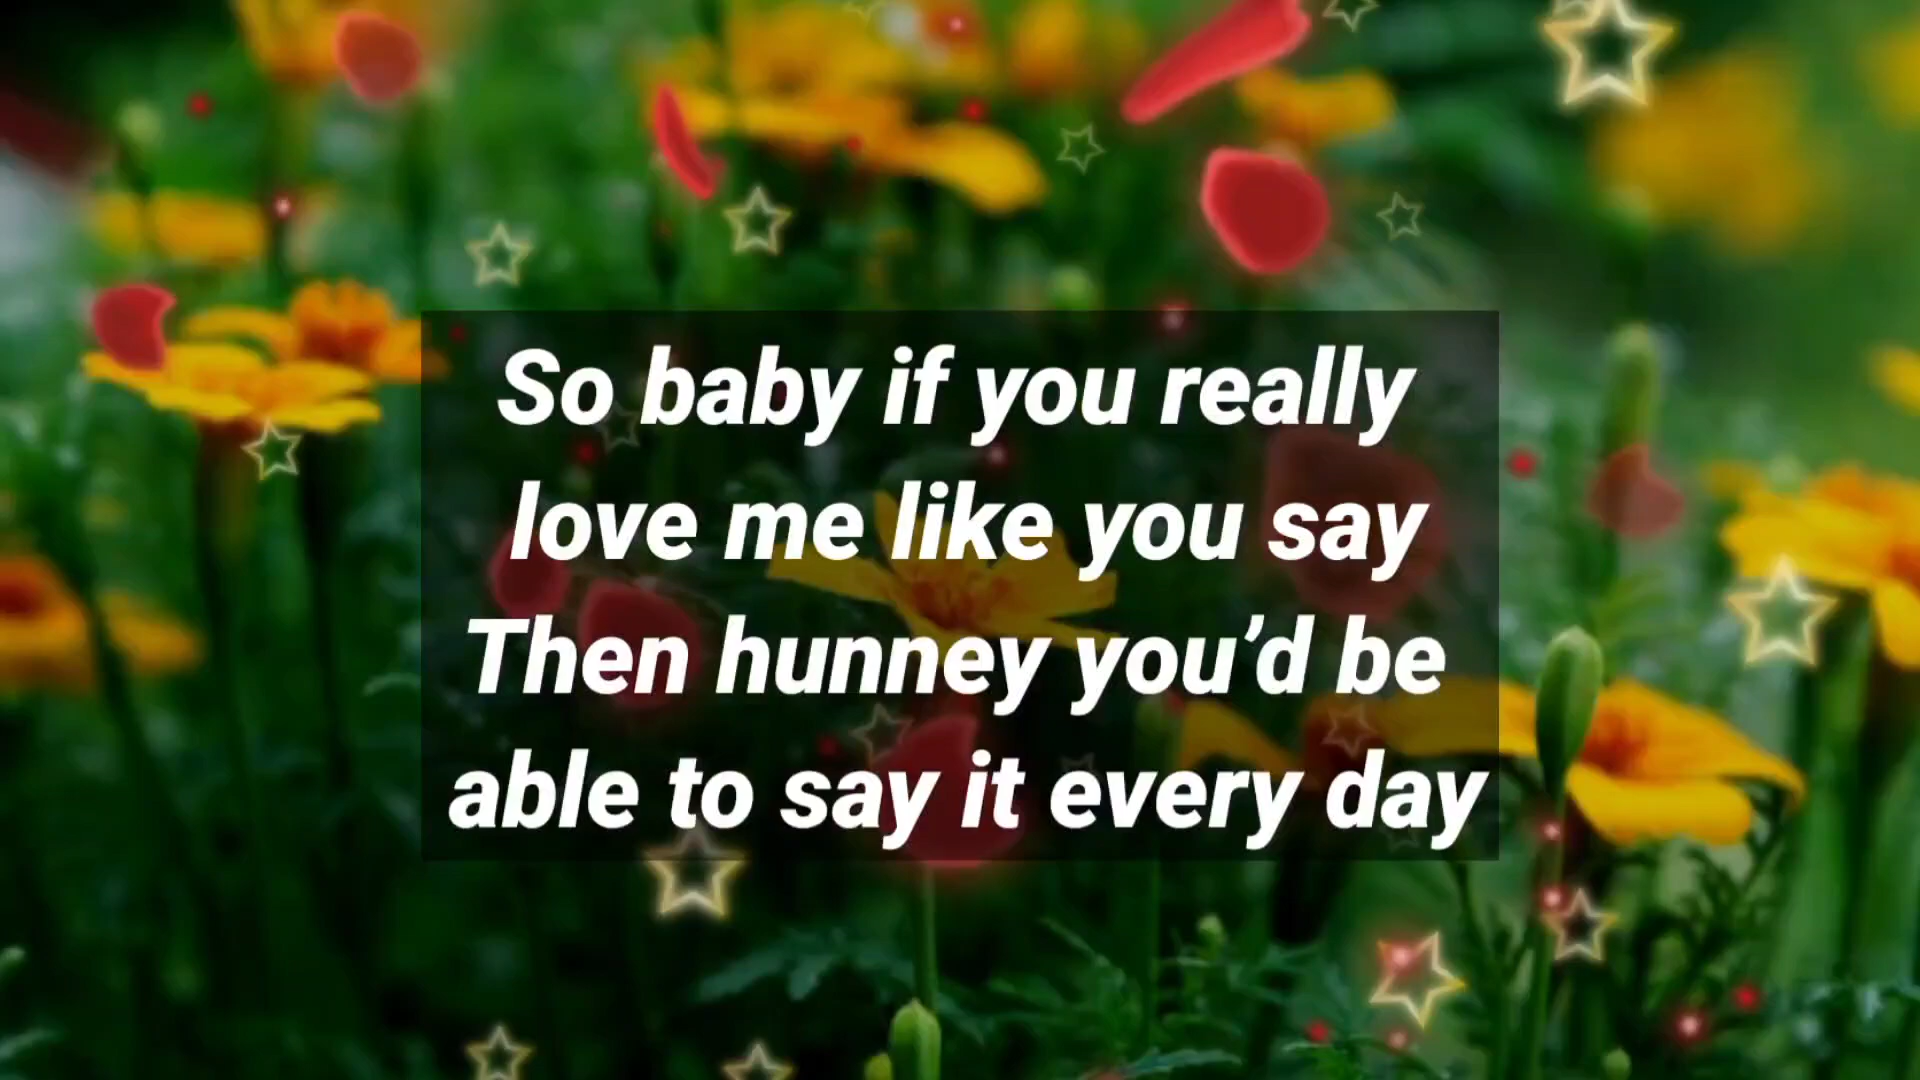 So baby if you really
love me like you say
Then hunney you’d be
able to say it every day